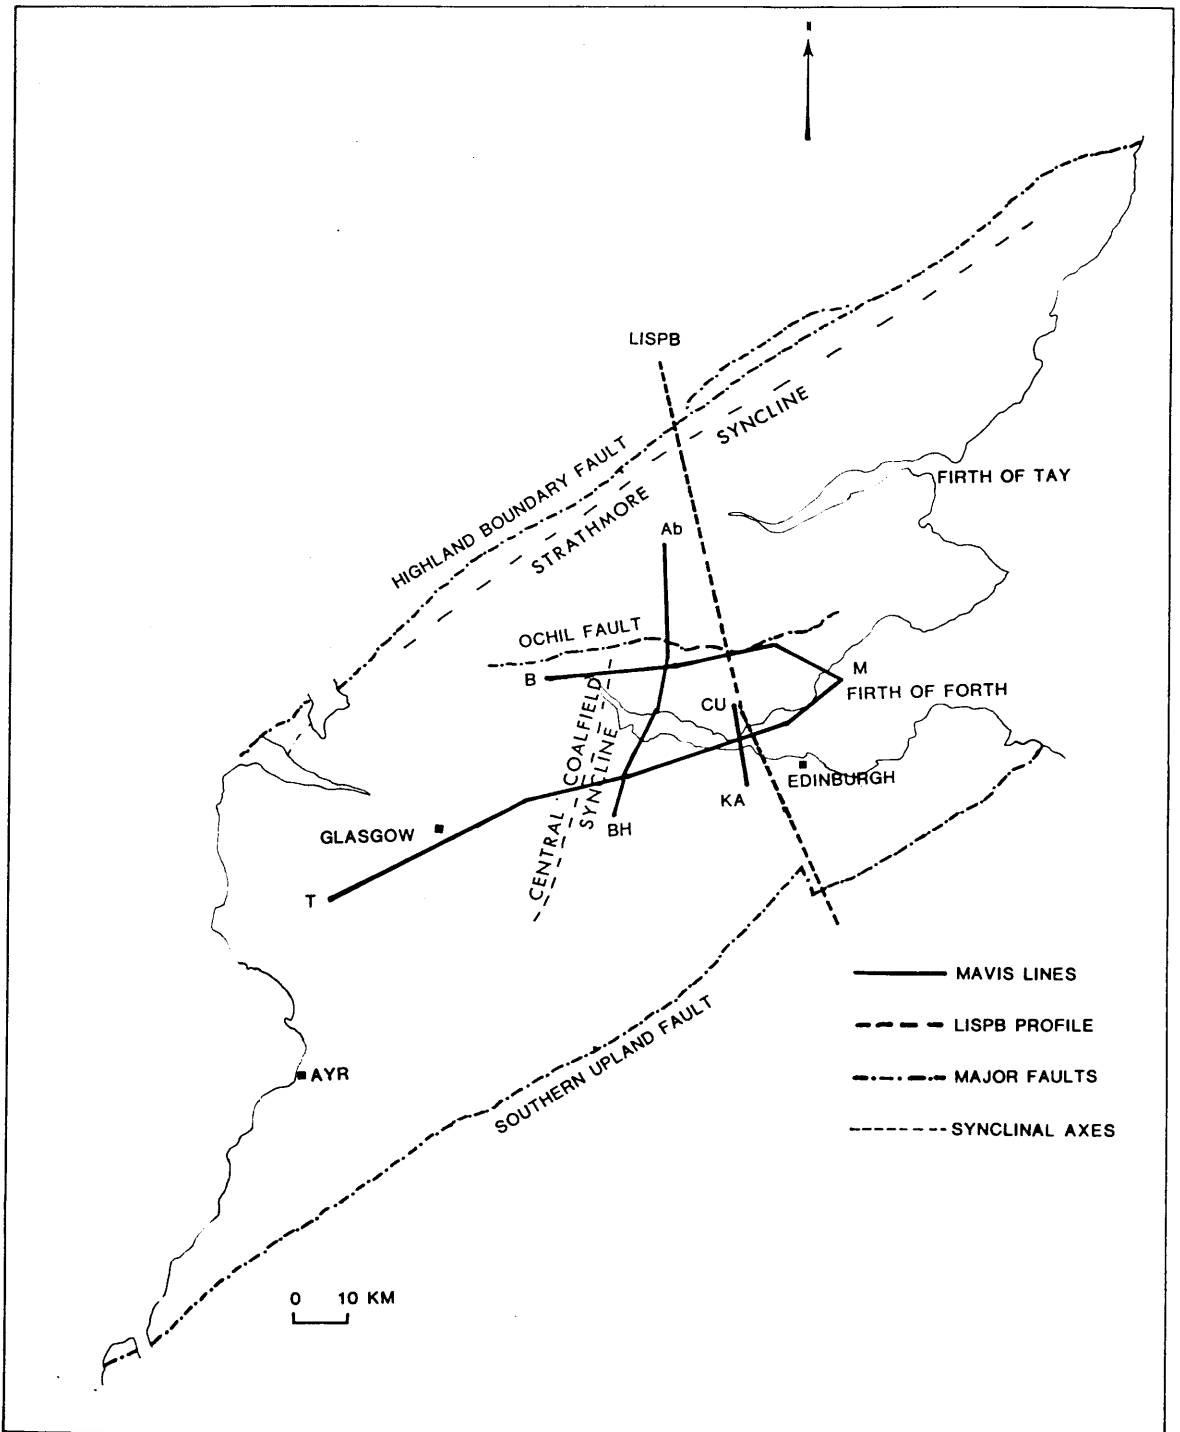 LISPB
HIGHLAND BOUNDARY FAULT
STRATHMORE
SYNCLINE
FIRTH OF TAY
Ab
OCHIL FAULT
B
M
FIRTH OF FORTH
CU
CENTRAL COALFIELD
SYNCLINE
EDINBURGH
KA
BH
GLASGOW
T
MAVIS LINES
LISPB PROFILE
MAJOR FAULTS
SYNCLINAL AXES
AYR
SOUTHERN UPLAND FAULT
0 10 KM